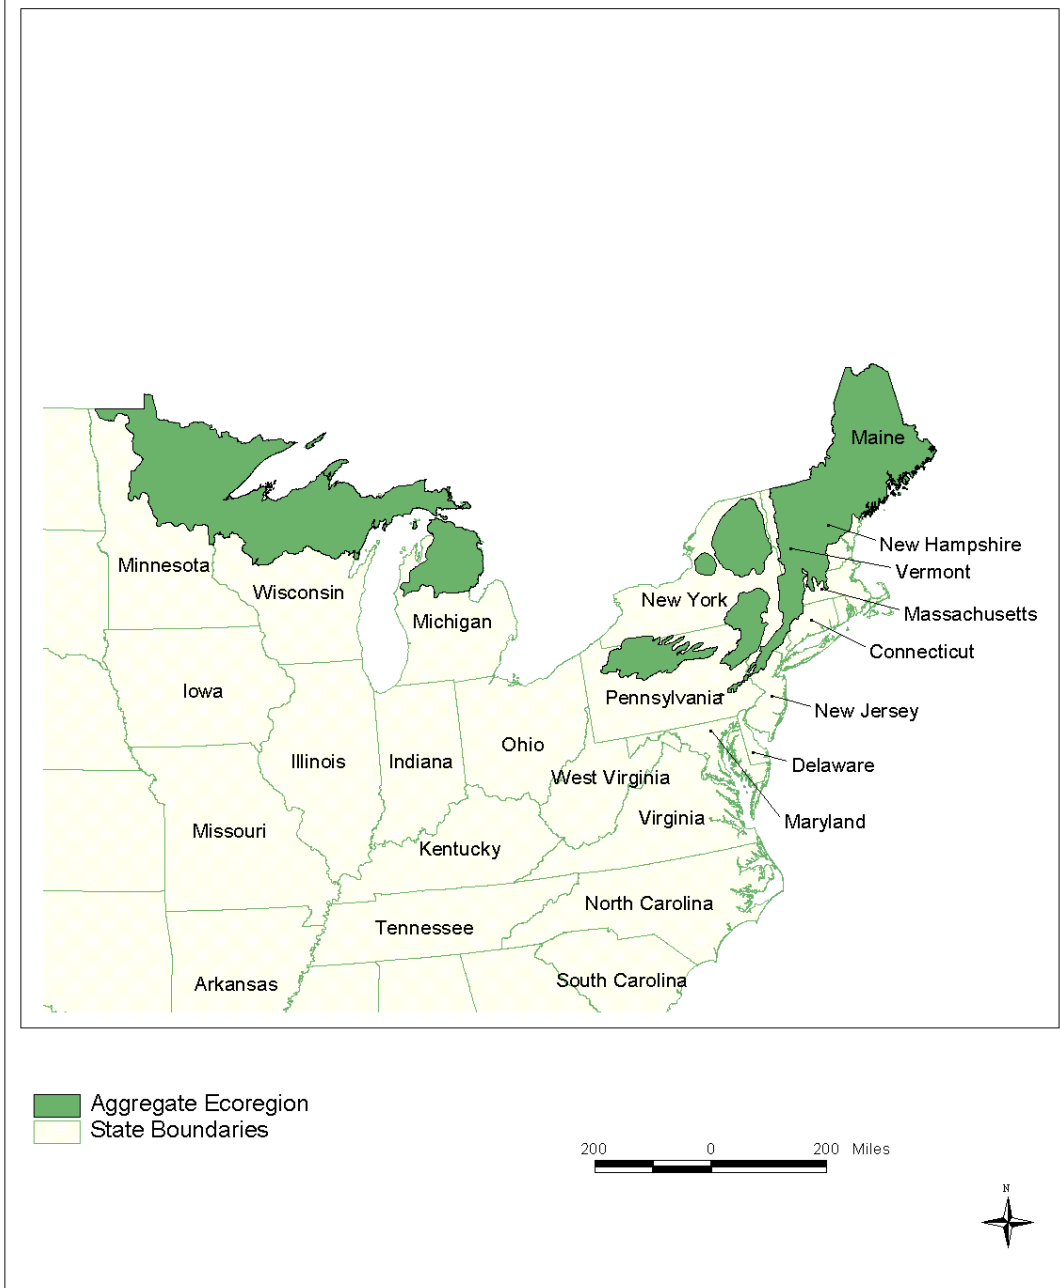 Maine
New Hampshire
Minnesota
Vermont
Wisconsin
New York
Massachusetts
Michigan
Connecticut
Iowa
Pennsylvania
New Jersey
Ohio
Illinois
Indiana
Delaware
West Virginia
Virginia
Maryland
Missouri
Kentucky
North Carolina
Tennessee
South Carolina
Arkansas
Aggregate Ecoregion
State Boundaries
200 0 200 Miles
N